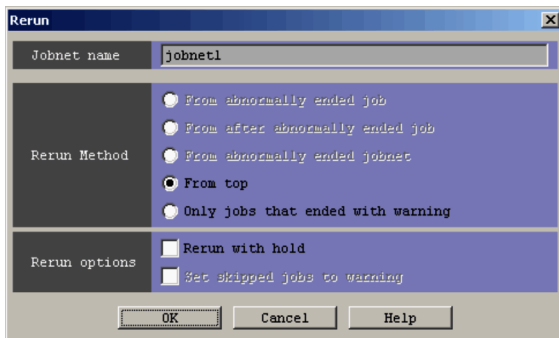 Rerun
Jobnet name
jobnet1
Rerun Method
From abnormally ended job
From after abnormally ended job
From abnormally ended jobnet
From top
Only jobs that ended with warning
Rerun options
Rerun with hold
Set skipped jobs to warning
OK
Cancel
Help